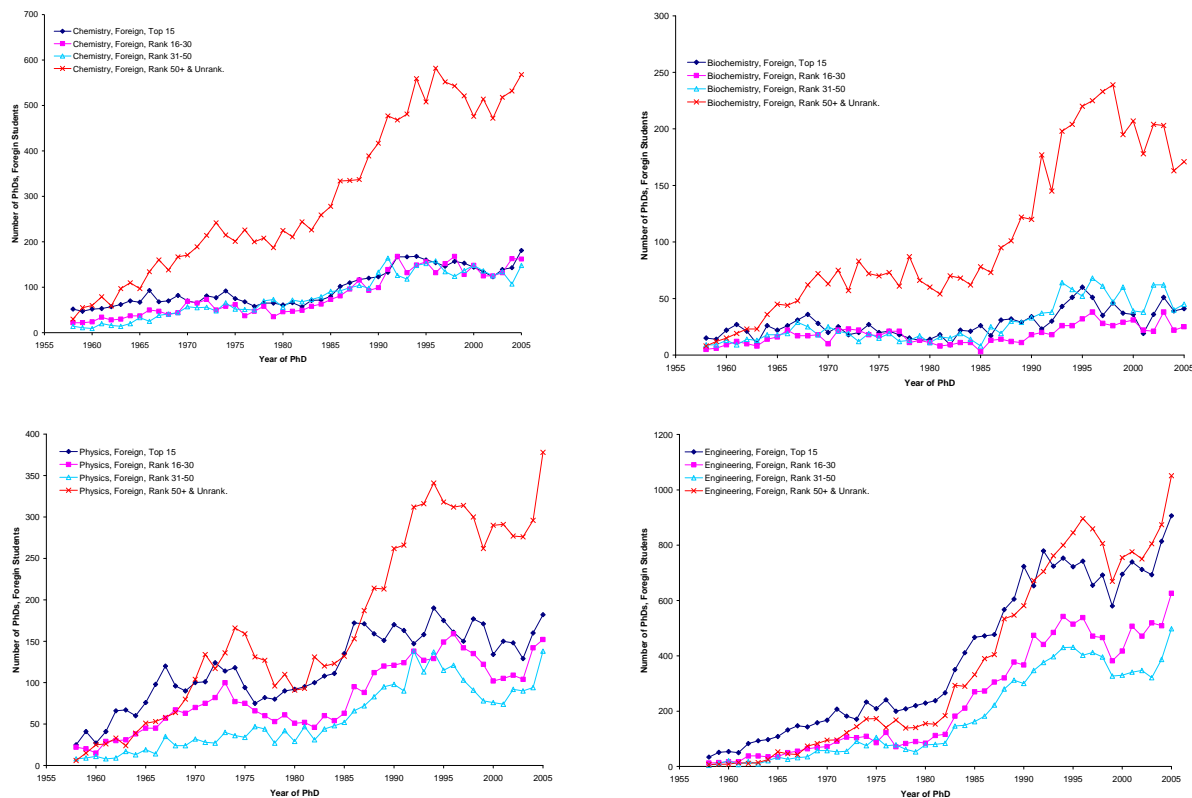 Number of PhDs, Foregin Students
700
600
500
400
300
200
100
0
Chemistry, Foreign, Top 15
Chemistry, Foreign, Rank 16-30
Chemistry, Foreign, Rank 31-50
Chemistry, Foreign, Rank 50+ & Unrank.
1955 1960 1965 1970 1975 1980 1985 1990 1995 2000 2005
Year of PhD
Number of PhDs, Foregin Students
300
250
200
150
100
50
0
Biochemistry, Foreign, Top 15
Biochemistry, Foreign, Rank 16-30
Biochemistry, Foreign, Rank 31-50
Biochemistry, Foreign, Rank 50+ & Unrank.
1955 1960 1965 1970 1975 1980 1985 1990 1995 2000 2005
Year of PhD
Number of PhDs, Foregin Students
400
350
300
250
200
150
100
50
0
Physics, Foreign, Top 15
Physics, Foreign, Rank 16-30
Physics, Foreign, Rank 31-50
Physics, Foreign, Rank 50+ & Unrank.
1955 1960 1965 1970 1975 1980 1985 1990 1995 2000 2005
Year of PhD
Number of PhDs, Foregin Students
1200
1000
800
600
400
200
0
Engineering, Foreign, Top 15
Engineering, Foreign, Rank 16-30
Engineering, Foreign, Rank 31-50
Engineering, Foreign, Rank 50+ & Unrank.
1955 1960 1965 1970 1975 1980 1985 1990 1995 2000 2005
Year of PhD